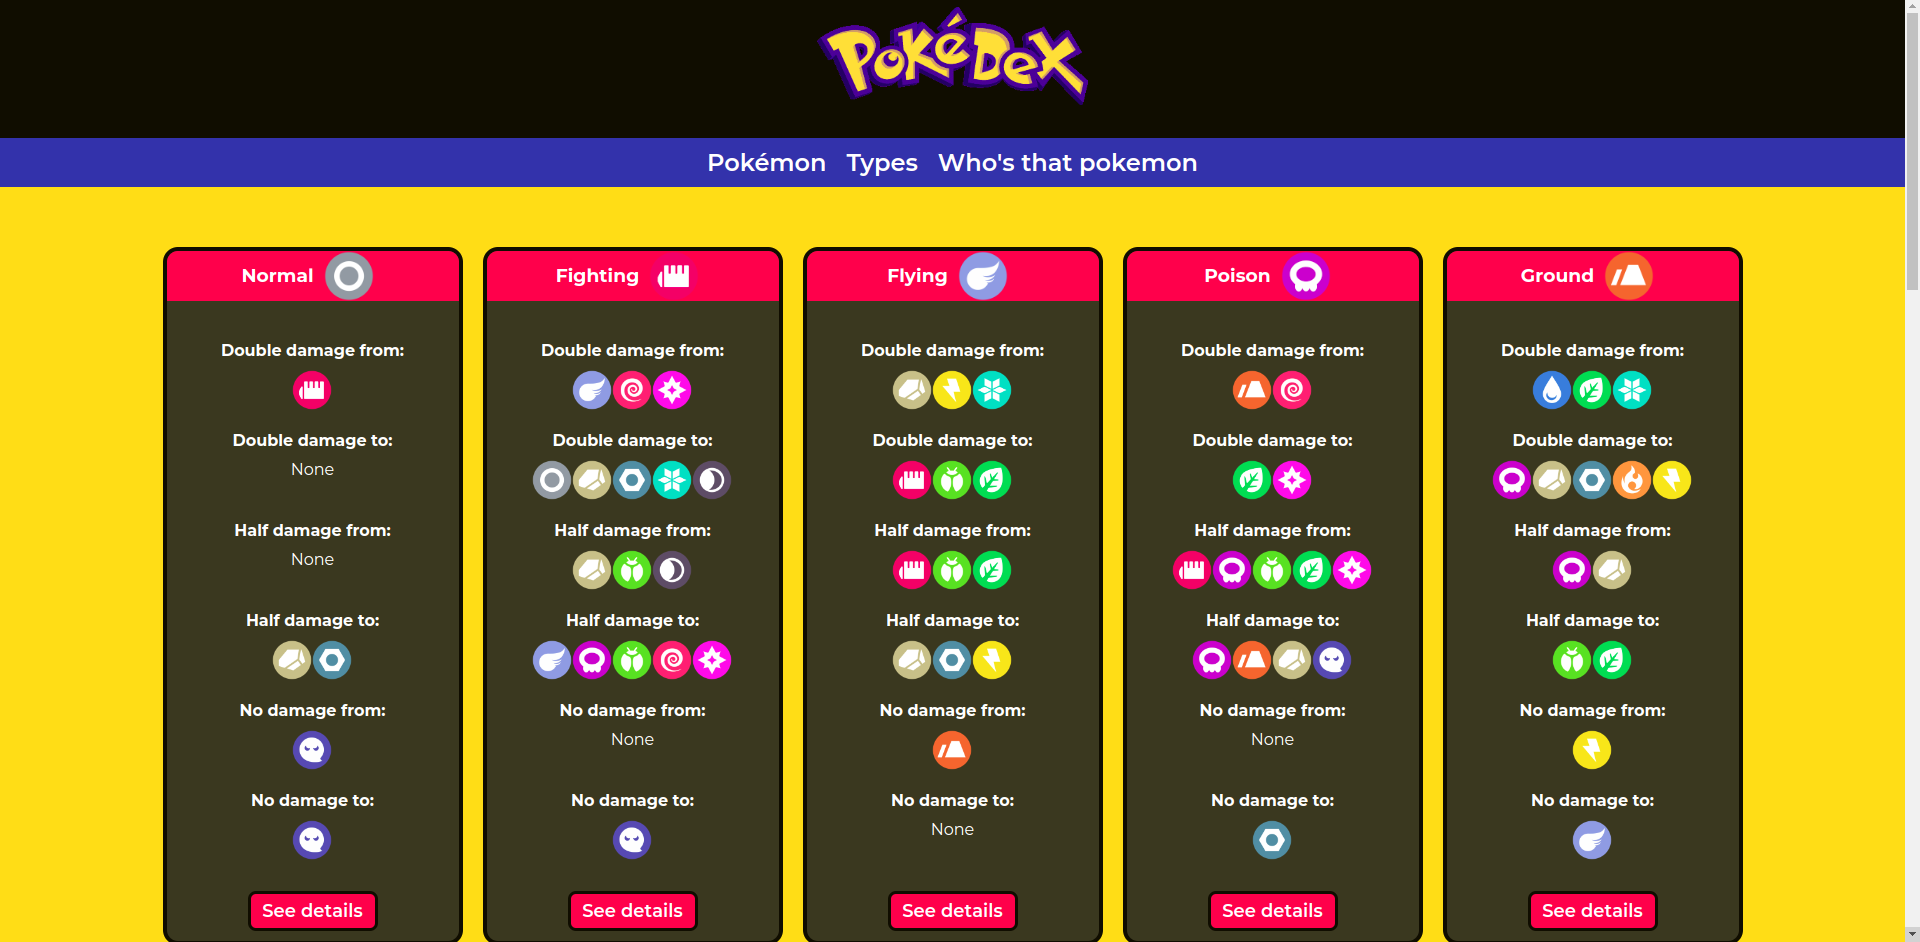 PoKéDex
Pokémon Types Who's that pokemon
Normal
Double damage from:
Double damage to:
None
Half damage from:
None
Half damage to:
No damage from:
No damage to:
See details
Fighting
Double damage from:
Double damage to:
Half damage from:
Half damage to:
No damage from:
None
No damage to:
See details
Flying
Double damage from:
Double damage to:
Half damage from:
Half damage to:
No damage from:
No damage to:
None
See details
Poison
Double damage from:
Double damage to:
Half damage from:
Half damage to:
No damage from:
None
No damage to:
See details
Ground
Double damage from:
Double damage to:
Half damage from:
Half damage to:
No damage from:
No damage to:
See details